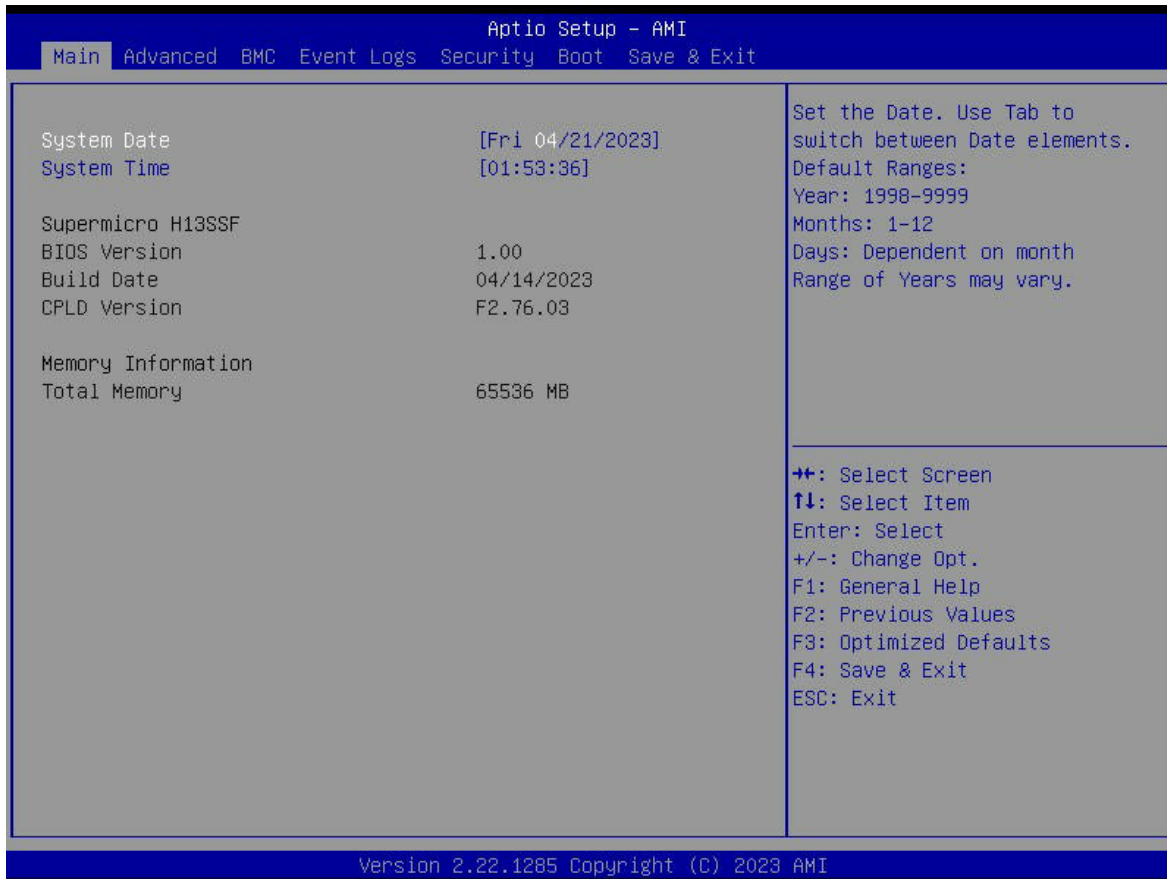 Aptio Setup – AMI
Main Advanced BMC Event Logs Security Boot Save & Exit
System Date [Fri 04/21/2023]
System Time [01:53:36]
Supermicro H13SSF
BIOS Version 1.00
Build Date 04/14/2023
CPLD Version F2.76.03
Memory Information
Total Memory 65536 MB
Set the Date. Use Tab to
switch between Date elements.
Default Ranges:
Year: 1998-9999
Months: 1-12
Days: Dependent on month
Range of Years may vary.
→←: Select Screen
↑↓: Select Item
Enter: Select
+/-: Change Opt.
F1: General Help
F2: Previous Values
F3: Optimized Defaults
F4: Save & Exit
ESC: Exit
Version 2.22.1285 Copyright (C) 2023 AMI